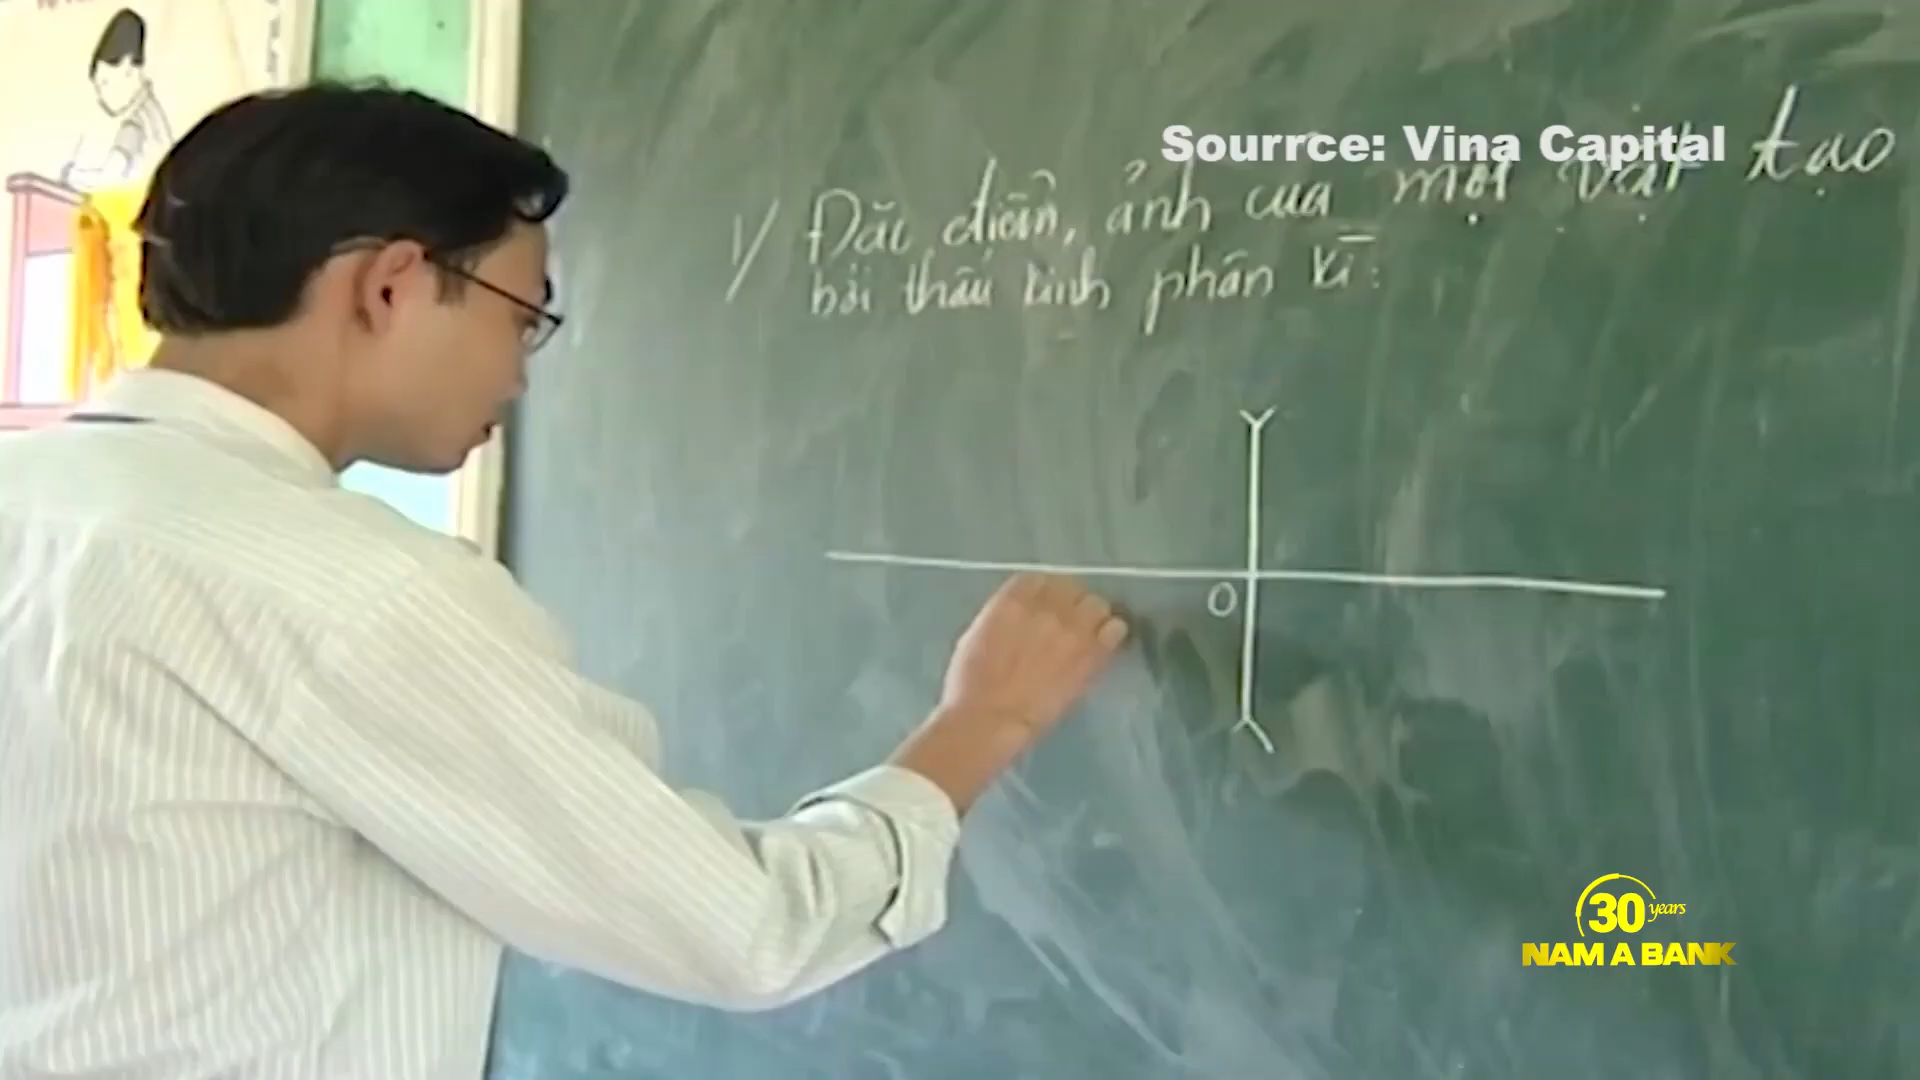 Sourrce: Vina Capital
1/ Đặc điểm, ảnh của một vật tạo
bởi thấu kính phân kì:
O
30 years
NAM A BANK